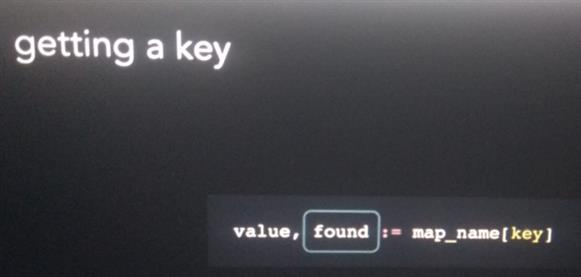 getting a key
value, found := map_name[key]